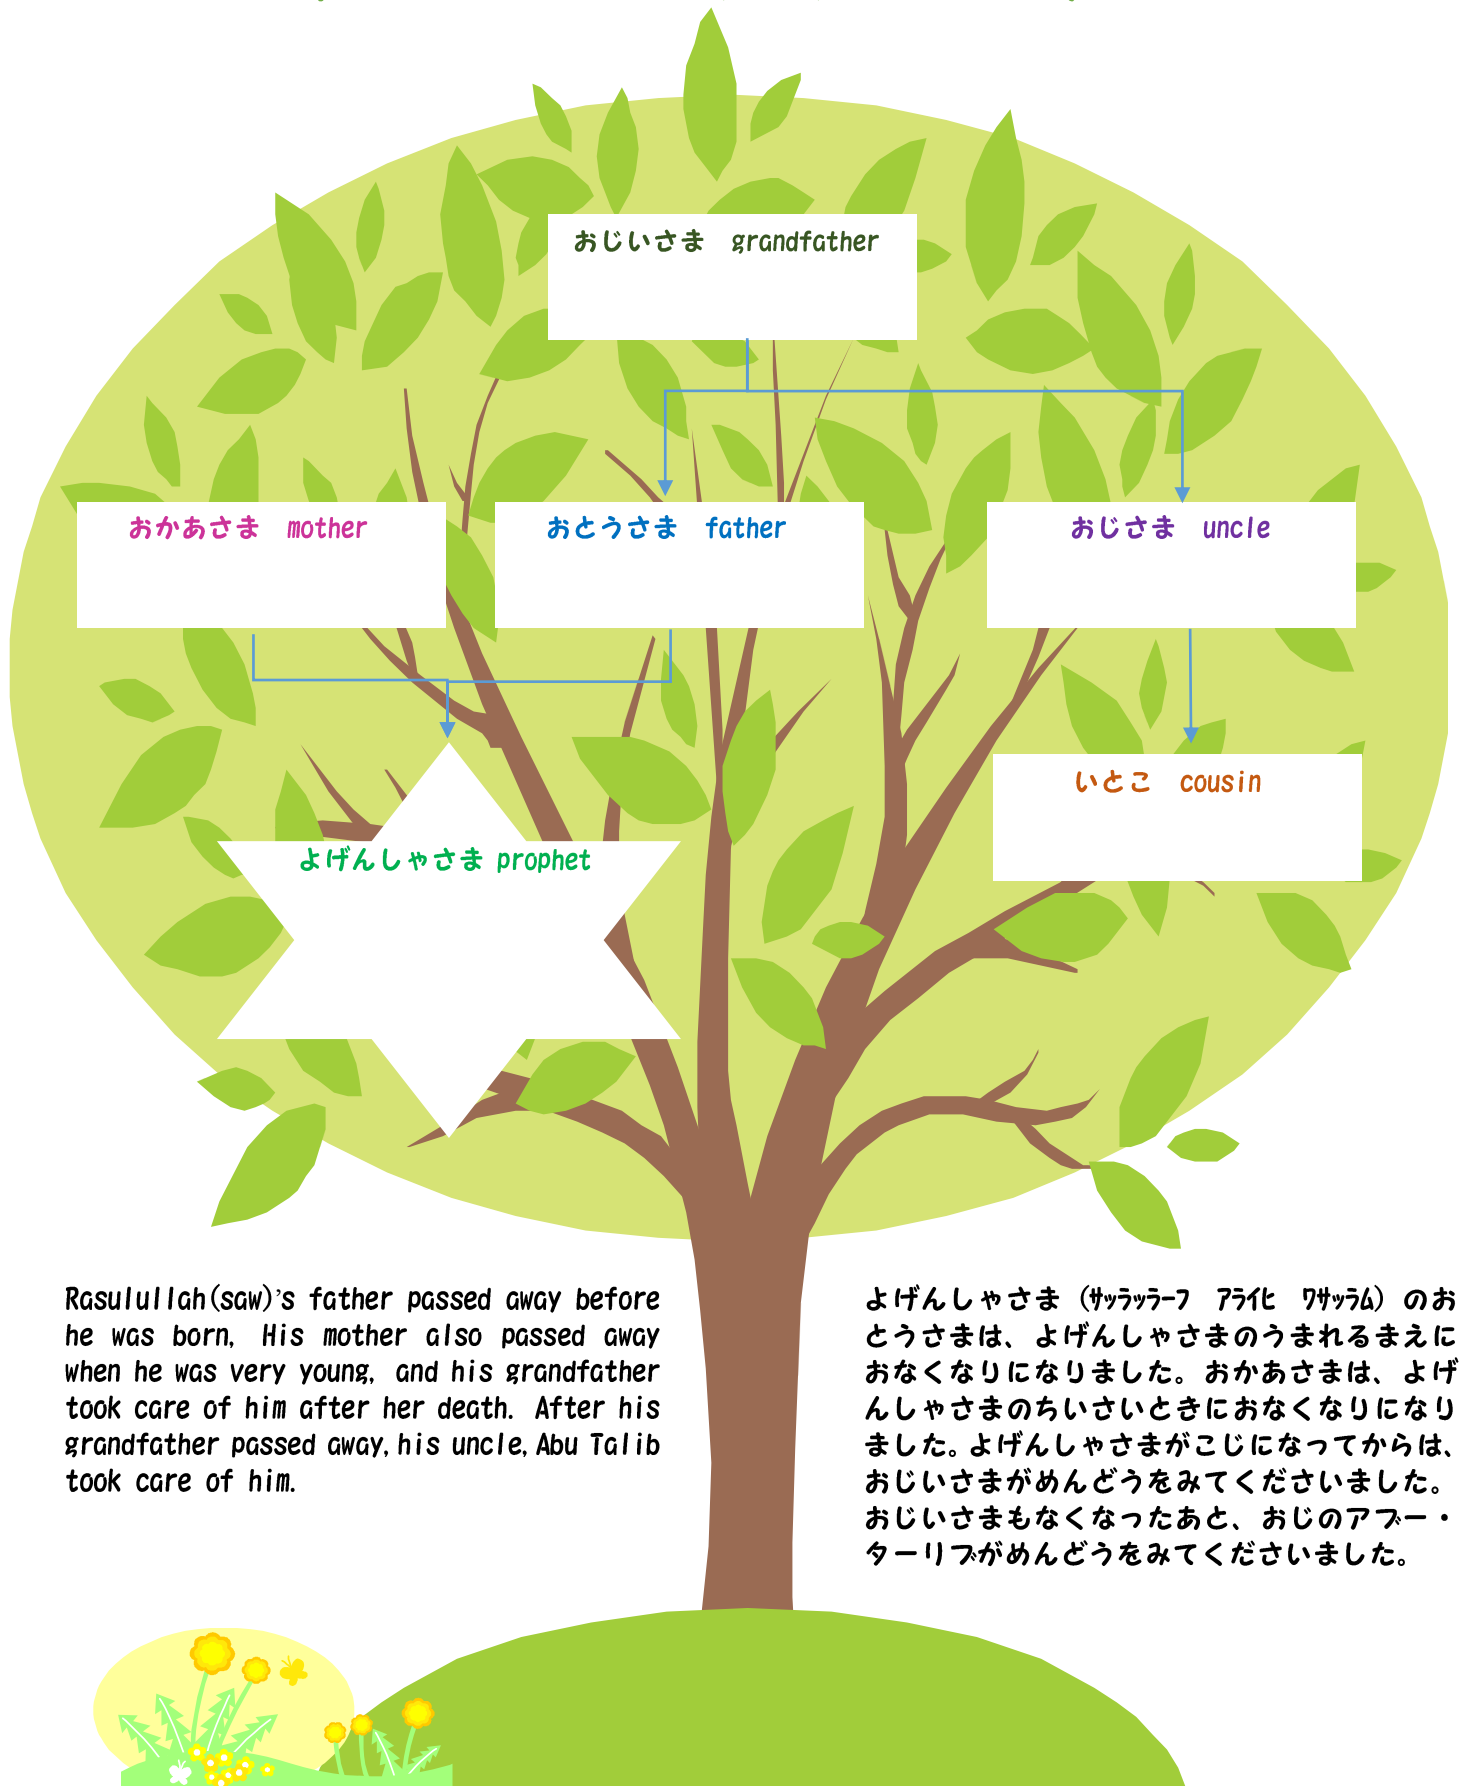 おじいさま　grandfather
おかあさま　mother
おとうさま　father
おじさま　uncle
いとこ　cousin
よげんしゃさま prophet
Rasulullah(saw)'s father passed away before
he was born, His mother also passed away
when he was very young, and his grandfather
took care of him after her death. After his
grandfather passed away, his uncle, Abu Talib
took care of him.
よげんしゃさま（ｻｯﾗｯﾗｰﾌ　ｱﾗｲﾋ　ﾜｻｯﾗﾑ）のお
とうさまは、よげんしゃさまのうまれるまえに
おなくなりになりました。おかあさまは、よげ
んしゃさまのちいさいときにおなくなりになり
ました。よげんしゃさまがこじになってからは、
おじいさまがめんどうをみてくださいました。
おじいさまもなくなったあと、おじのアブー・
ターリブがめんどうをみてくださいました。